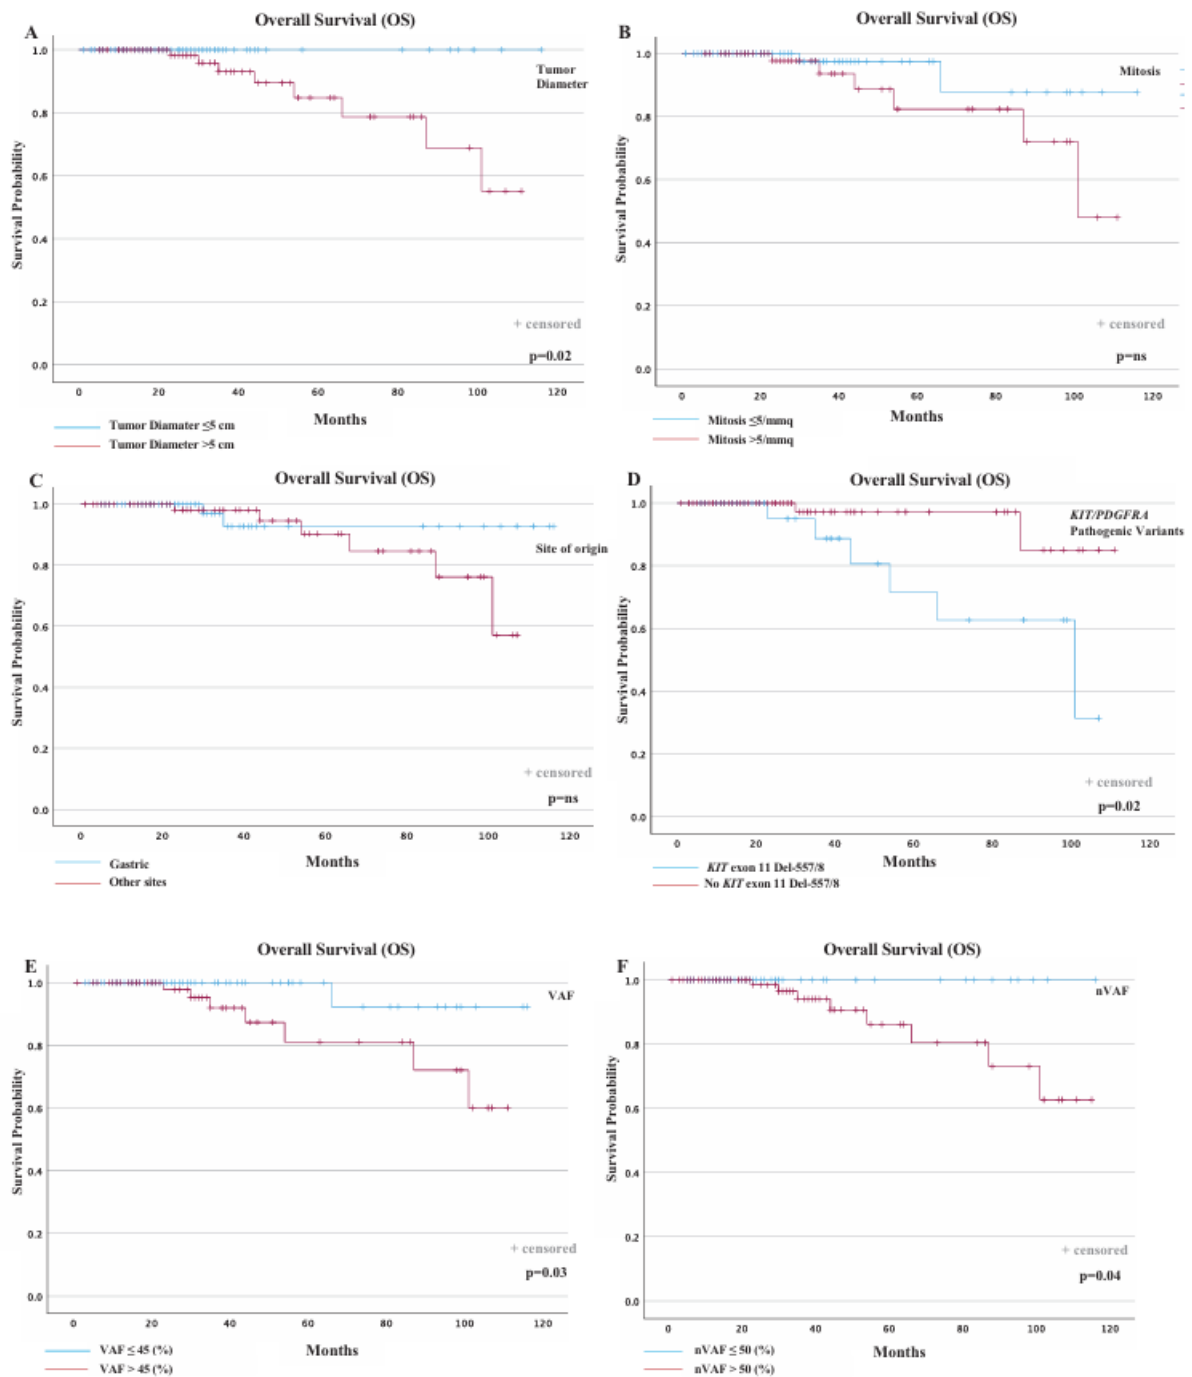 A
Overall Survival (OS)
1.0
0.8
0.6
0.4
0.2
0.0
Survival Probability
Tumor
Diameter
+ censored
p=0.02
0 20 40 60 80 100 120
Months
Tumor Diamater ≤5 cm
Tumor Diameter >5 cm
B
Overall Survival (OS)
1.0
0.8
0.6
0.4
0.2
0.0
Survival Probability
Mitosis
+ censored
p=ns
0 20 40 60 80 100 120
Months
Mitosis ≤5/mmq
Mitosis >5/mmq
C
Overall Survival (OS)
1.0
0.8
0.6
0.4
0.2
0.0
Survival Probability
Site of origin
+ censored
p=ns
0 20 40 60 80 100 120
Months
Gastric
Other sites
D
Overall Survival (OS)
1.0
0.8
0.6
0.4
0.2
0.0
Survival Probability
KIT/PDGFRA
Pathogenic Variants
+ censored
p=0.02
0 20 40 60 80 100 120
Months
KIT exon 11 Del-557/8
No KIT exon 11 Del-557/8
E
Overall Survival (OS)
1.0
0.8
0.6
0.4
0.2
0.0
Survival Probability
VAF
+ censored
p=0.03
0 20 40 60 80 100 120
Months
VAF ≤ 45 (%)
VAF > 45 (%)
F
Overall Survival (OS)
1.0
0.8
0.6
0.4
0.2
0.0
Survival Probability
nVAF
+ censored
p=0.04
0 20 40 60 80 100 120
Months
nVAF ≤ 50 (%)
nVAF > 50 (%)